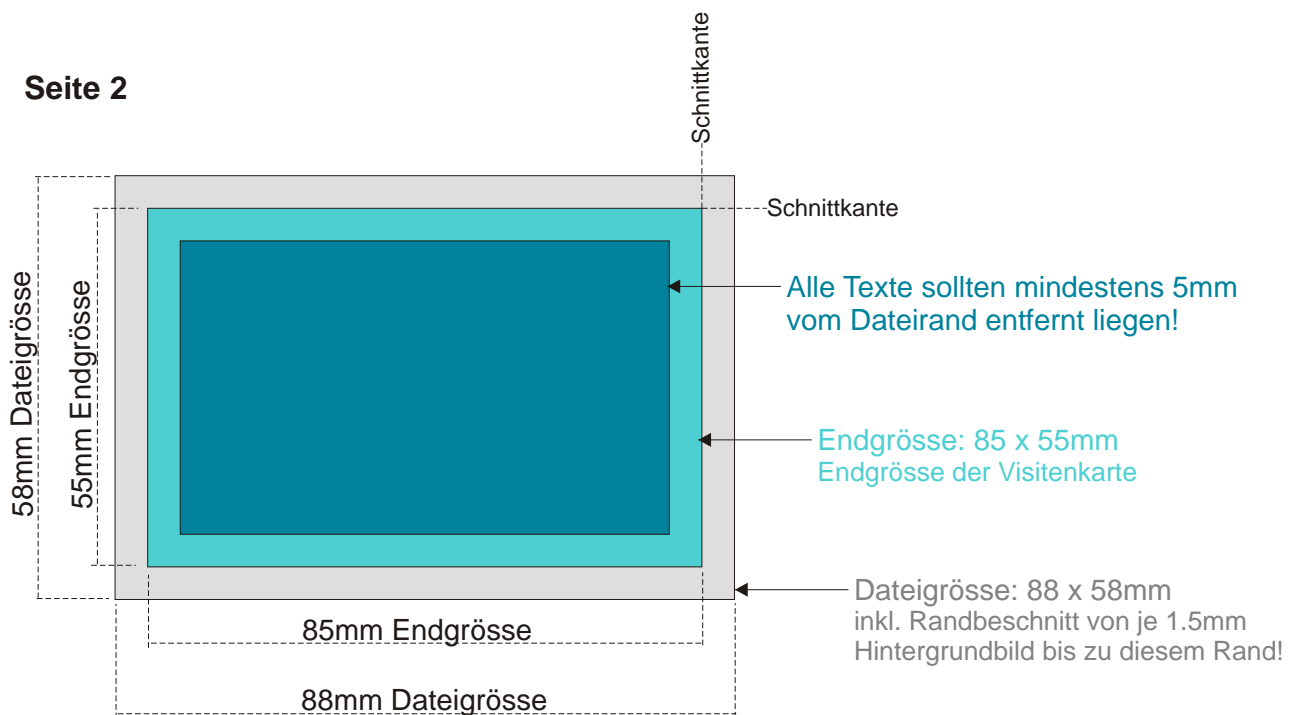 Seite 2
Schnittkante
Schnittkante
58mm Dateigrösse
55mm Endgrösse
Alle Texte sollten mindestens 5mm
vom Dateirand entfernt liegen!
Endgrösse: 85 x 55mm
Endgrösse der Visitenkarte
Dateigrösse: 88 x 58mm
inkl. Randbeschnitt von je 1.5mm
Hintergrundbild bis zu diesem Rand!
85mm Endgrösse
88mm Dateigrösse